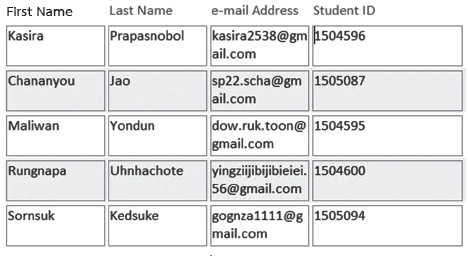 First Name Last Name e-mail Address Student ID
Kasira Prapasnobol kasira2538@gm 1504596
ail.com
Chananyou Jao sp22.scha@gm 1505087
ail.com
Maliwan Yondun dow.ruk.toon@ 1504595
gmail.com
Rungnapa Uhnhachote yingziijibijibieiei. 1504600
56@gmail.com
Sornsuk Kedsuke gognza1111@g 1505094
mail.com